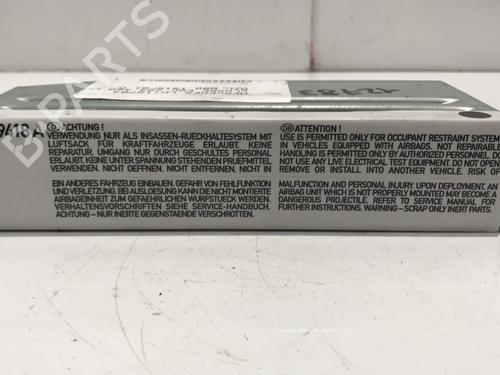 BPARTS
12783
9418 A
D ACHTUNG !
VERWENDUNG NUR ALS INSASSEN-RUECKHALTESYSTEM MIT
LUFTSACK FÜR KRAFTFAHRZEUGE ERLAUBT. KEINE
REPARATUR. UMGANG NUR DURCH GESCHULTES PERSONAL
ERLAUBT. KEINE UNTER SPANNUNG STEHENDEN PRUEFMITTEL
VERWENDEN. NICHT OEFFNEN. NICHT ENTFERNEN, NICHT IN
EIN ANDERES FAHRZEUG EINBAUEN. GEFAHR VON FEHLFUNKTION
UND VERLETZUNG. BEI AUSLÖSUNG KANN DIE NICHT MONTIERTE
AIRBAGEINHEIT ZUM GEFAEHRLICHEN WURFSTUECK WERDEN.
VERHALTENSVORSCHRIFTEN SIEHE SERVICE-HANDBUCH.
ACHTUNG – NUR INERTE GEGENSTAENDE VERSCHROTTEN.
GB ATTENTION !
USE IS PERMITTED ONLY FOR OCCUPANT RESTRAINT SYSTEM
IN VEHICLES EQUIPPED WITH AIRBAGS. NOT REPAIRABLE
HANDLING IS PERMITTED ONLY BY AUTHORIZED PERSONNEL. DO
NOT USE ANY LIVE ELECTRICAL TEST EQUIPMENT. DO NOT OPEN
REMOVE OR INSTALL INTO ANOTHER VEHICLE. RISK OF
MALFUNCTION AND PERSONAL INJURY. UPON DEPLOYMENT, AN
AIRBAG UNIT WHICH IS NOT MOUNTED MAY BECOME A
DANGEROUS PROJECTILE. REFER TO SERVICE MANUAL FOR
FURTHER INSTRUCTIONS. WARNING – SCRAP ONLY INERT PARTS.